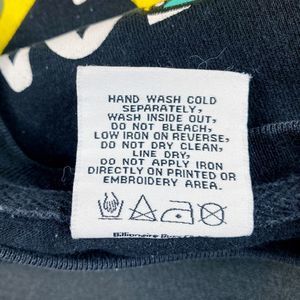 HAND WASH COLD
SEPARATELY,
WASH INSIDE OUT,
DO NOT BLEACH,
LOW IRON ON REVERSE,
DO NOT DRY CLEAN,
LINE DRY,
DO NOT APPLY IRON
DIRECTLY ON PRINTED OR
EMBROIDERY AREA.
Billionaire Boys